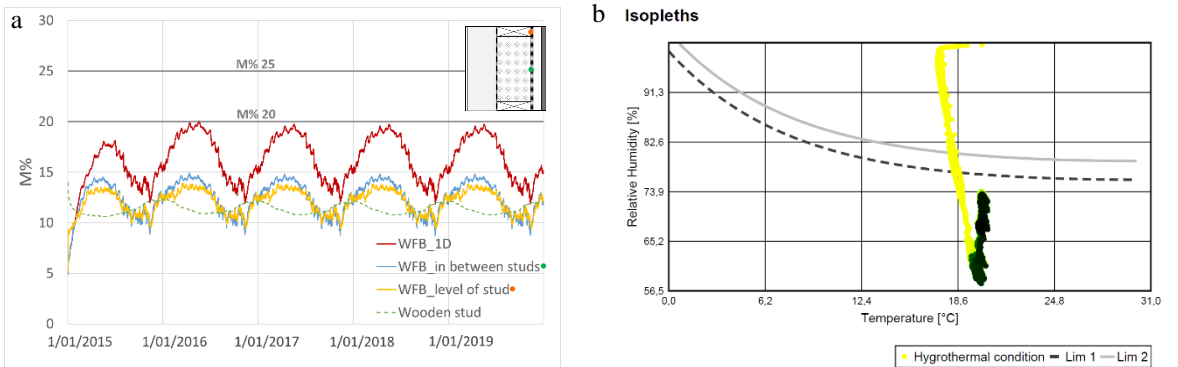 a
30
25
20
15
10
5
0
M%
M% 25
M% 20
WFB_1D
WFB_in between studs
WFB_level of stud
Wooden stud
1/01/2015 1/01/2016 1/01/2017 1/01/2018 1/01/2019
b Isopleths
Relative Humidity [%]
91,3
82,6
73,9
65,2
56,5
0,0 6,2 12,4 18,6 24,8 31,0
Temperature [°C]
Hygrothermal condition Lim 1 Lim 2